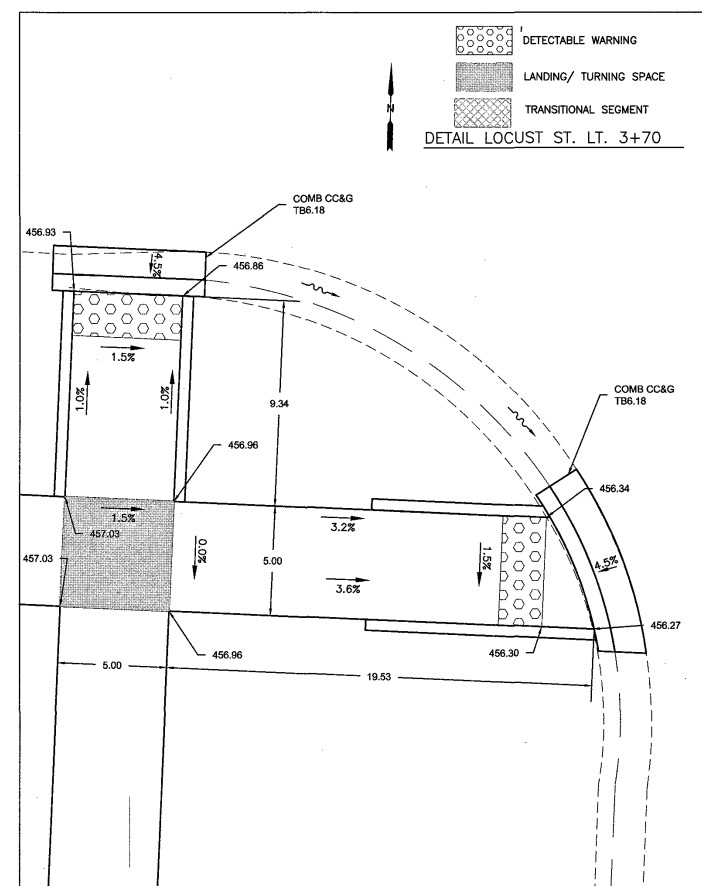 DETECTABLE WARNING
LANDING/ TURNING SPACE
N
TRANSITIONAL SEGMENT
DETAIL LOCUST ST. LT. 3+70
COMB CC&G
TB6.18
456.93
4.5%
456.86
1.5%
1.0%
1.0%
9.34
COMB CC&G
TB6.18
456.96
456.34
1.5%
457.03
3.2%
0.0%
5.00
1.5%
4.5%
457.03
3.6%
456.27
456.30
456.96
5.00
19.53